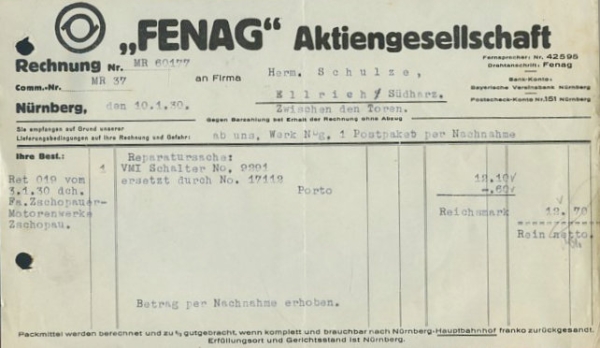 „FENAG“ Aktiengesellschaft
Rechnung Nr. MR 60177
Fernsprecher: Nr. 42595
Drahtanschrift: Fenag
Comm.-Nr. MR 37
an Firma
Herm. Schulze,
Ellrich / Südharz.
Zwischen den Toren.
Bank-Konto:
Bayerische Vereinsbank Nürnberg
Postscheck-Konto Nr. 151 Nürnberg
Nürnberg, den 10.1.30.
Gegen Barzahlung bei Erhalt der Rechnung ohne Abzug
Sie empfangen auf Grund unserer
Lieferungsbedingungen auf Ihre Rechnung und Gefahr: ab uns. Werk Nbg. 1 Postpaket per Nachnahme
Ihre Best.:
Reparatursache:
1 VMI Schalter No. 9291
Ret 019 vom ersetzt durch No. 17112 12.10
3.1.30 dch. Porto -.60
Fa. Zschopauer- Reichsmark 12.70
Motorenwerke Rein netto.
Zschopau.
Betrag per Nachnahme erhoben.
Packmittel werden berechnet und zu ⅔ gutgebracht, wenn komplett und brauchbar nach Nürnberg-Hauptbahnhof franko zurückgesandt.
Erfüllungsort und Gerichtsstand ist Nürnberg.